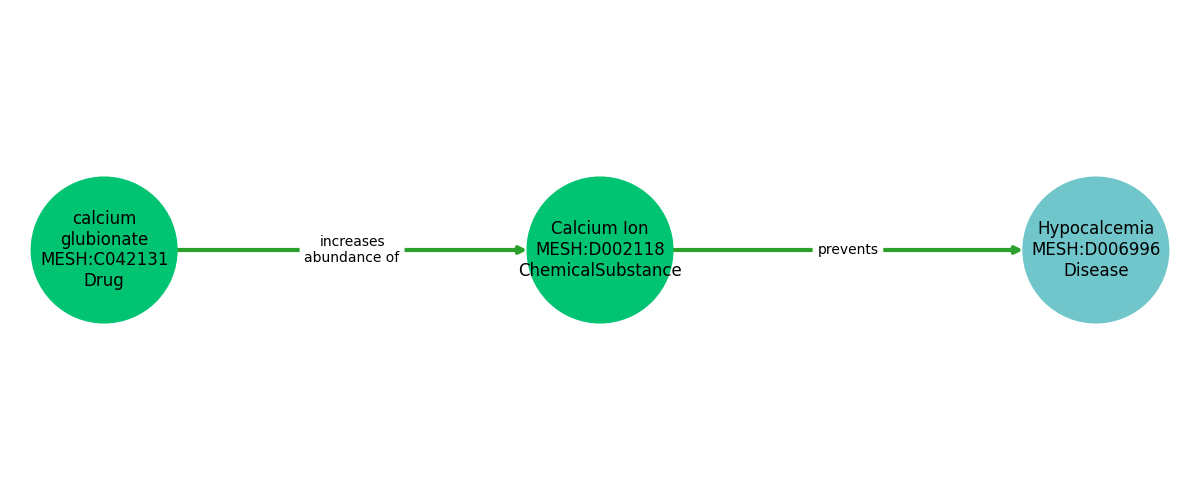 calcium
glubionate
MESH:C042131
Drug
increases
abundance of
Calcium Ion
MESH:D002118
ChemicalSubstance
prevents
Hypocalcemia
MESH:D006996
Disease